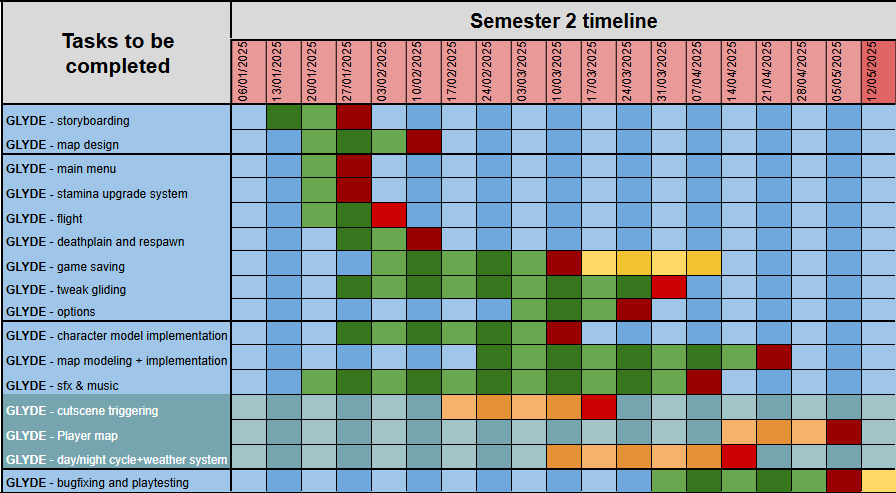 Semester 2 timeline
Tasks to be
completed
06/01/2025
13/01/2025
20/01/2025
27/01/2025
03/02/2025
10/02/2025
17/02/2025
24/02/2025
03/03/2025
10/03/2025
17/03/2025
24/03/2025
31/03/2025
07/04/2025
14/04/2025
21/04/2025
28/04/2025
05/05/2025
12/05/2025
GLYDE - storyboarding
GLYDE - map design
GLYDE - main menu
GLYDE - stamina upgrade system
GLYDE - flight
GLYDE - deathplain and respawn
GLYDE - game saving
GLYDE - tweak gliding
GLYDE - options
GLYDE - character model implementation
GLYDE - map modeling + implementation
GLYDE - sfx & music
GLYDE - cutscene triggering
GLYDE - Player map
GLYDE - day/night cycle+weather system
GLYDE - bugfixing and playtesting